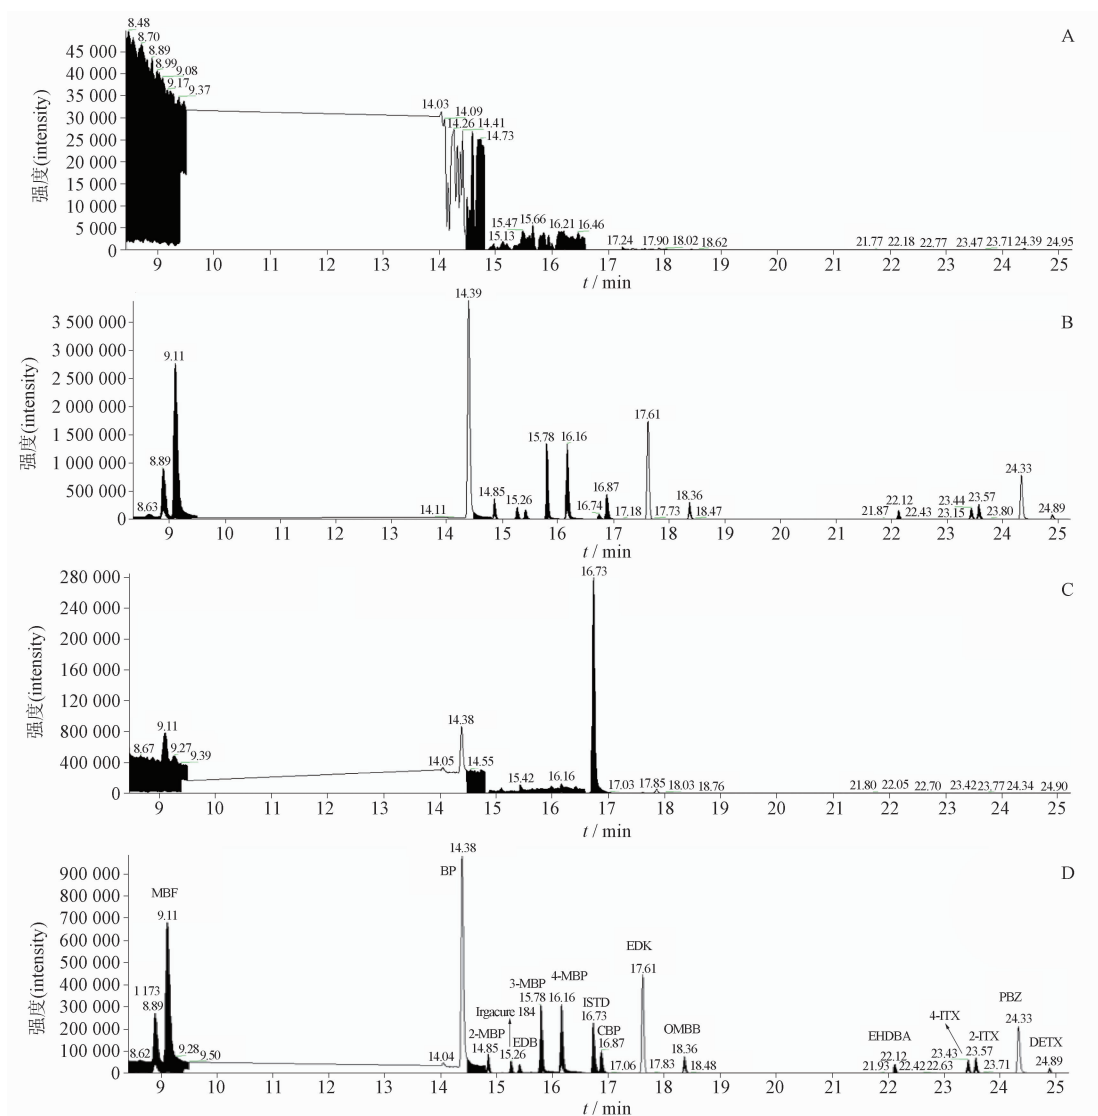 A
8.48
8.70
8.89
8.99 9.08
9.17 9.37
14.03 14.09
14.26 14.41
14.73
15.47 15.66 16.21 16.46
15.13
17.24 17.90 18.02 18.62
21.77 22.18 22.77 23.47 23.71 24.39 24.95
45 000
40 000
35 000
30 000
25 000
20 000
15 000
10 000
5 000
0
强度(intensity)
9 10 11 12 13 14 15 16 17 18 19 20 21 22 23 24 25
t / min
B
14.39
9.11
8.89
8.63
14.11
14.85
15.26
15.78 16.16
16.74 16.87
17.18
17.61
17.73
18.36
18.47
21.87 22.12 22.43 23.15 23.44 23.57 23.80
24.33
24.89
3 500 000
3 000 000
2 500 000
2 000 000
1 500 000
1 000 000
500 000
0
强度(intensity)
9 10 11 12 13 14 15 16 17 18 19 20 21 22 23 24 25
t / min
C
16.73
9.11
8.67 9.27 9.39
14.05 14.38 14.55
15.42 16.16
17.03 17.85 18.03 18.76
21.80 22.05 22.70 23.42 23.77 24.34 24.90
280 000
240 000
200 000
160 000
120 000
800 000
400 000
0
强度(intensity)
9 10 11 12 13 14 15 16 17 18 19 20 21 22 23 24 25
t / min
D
14.38
BP
MBF
9.11
1 173
8.89
8.62 9.28 9.50
14.04
2-MBP
14.85
Irgacure 184
15.26
EDB
3-MBP
15.78
4-MBP
16.16
ISTD
16.73
CBP
16.87
17.06
EDK
17.61
17.83
OMBB
18.36
18.48
EHDBA
21.93 22.12 22.42 22.63
4-ITX
23.43
2-ITX
23.57
23.71
PBZ
24.33
DETX
24.89
900 000
800 000
700 000
600 000
500 000
400 000
300 000
200 000
100 000
0
强度(intensity)
9 10 11 12 13 14 15 16 17 18 19 20 21 22 23 24 25
t / min